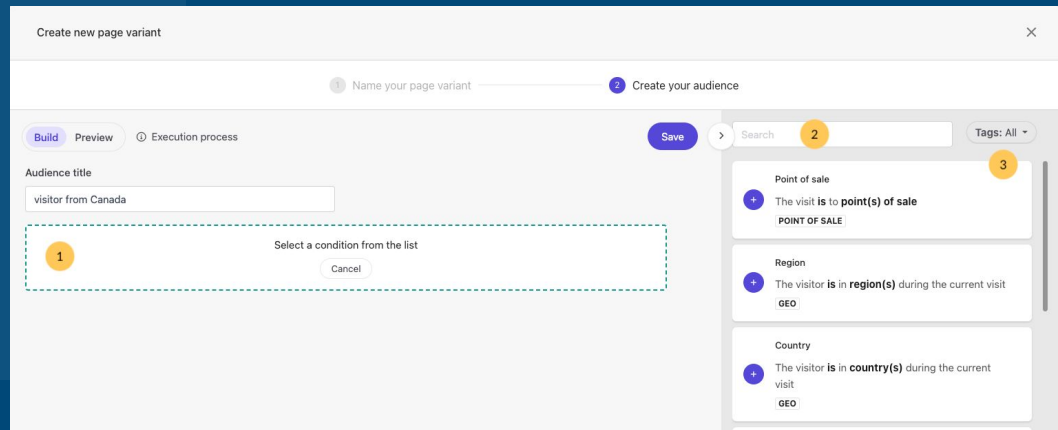 Create new page variant
1 Name your page variant
2 Create your audience
Build Preview Execution process
Save
Audience title
visitor from Canada
1
Select a condition from the list
Cancel
Search 2
Tags: All
3
Point of sale
The visit is to point(s) of sale
POINT OF SALE
Region
The visitor is in region(s) during the current visit
GEO
Country
The visitor is in country(s) during the current
visit
GEO